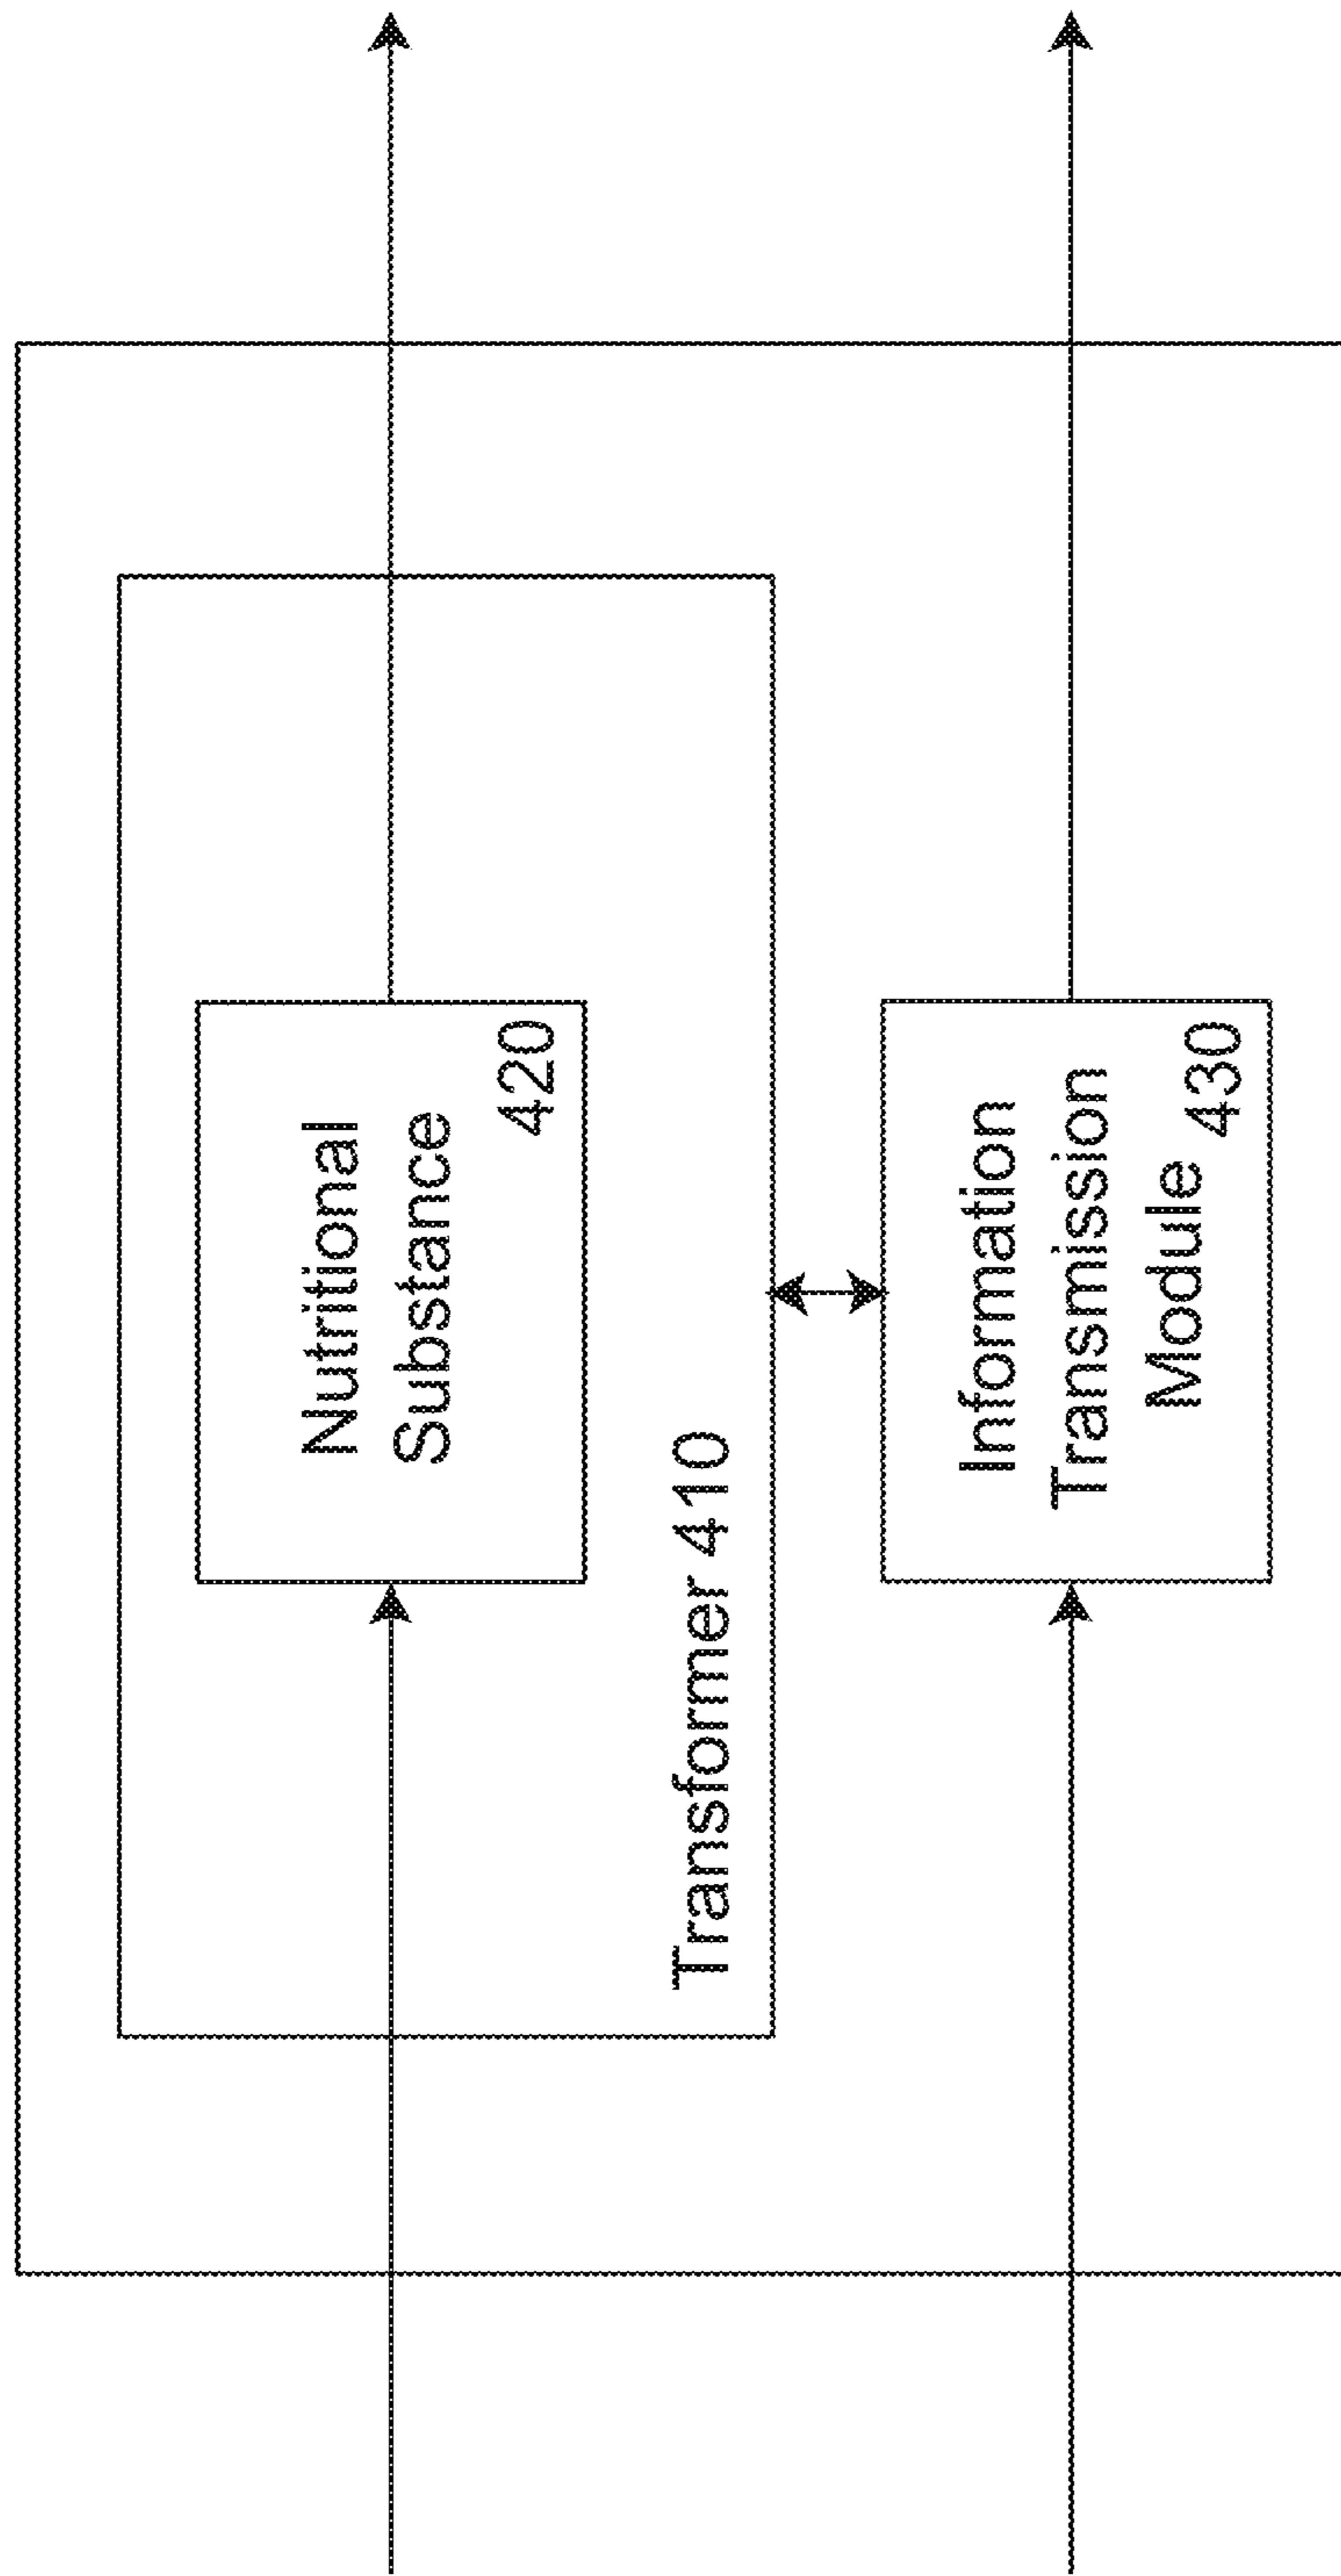 Nutritional
Substance
420
Transformer 410
Information
Transmission
Module 430